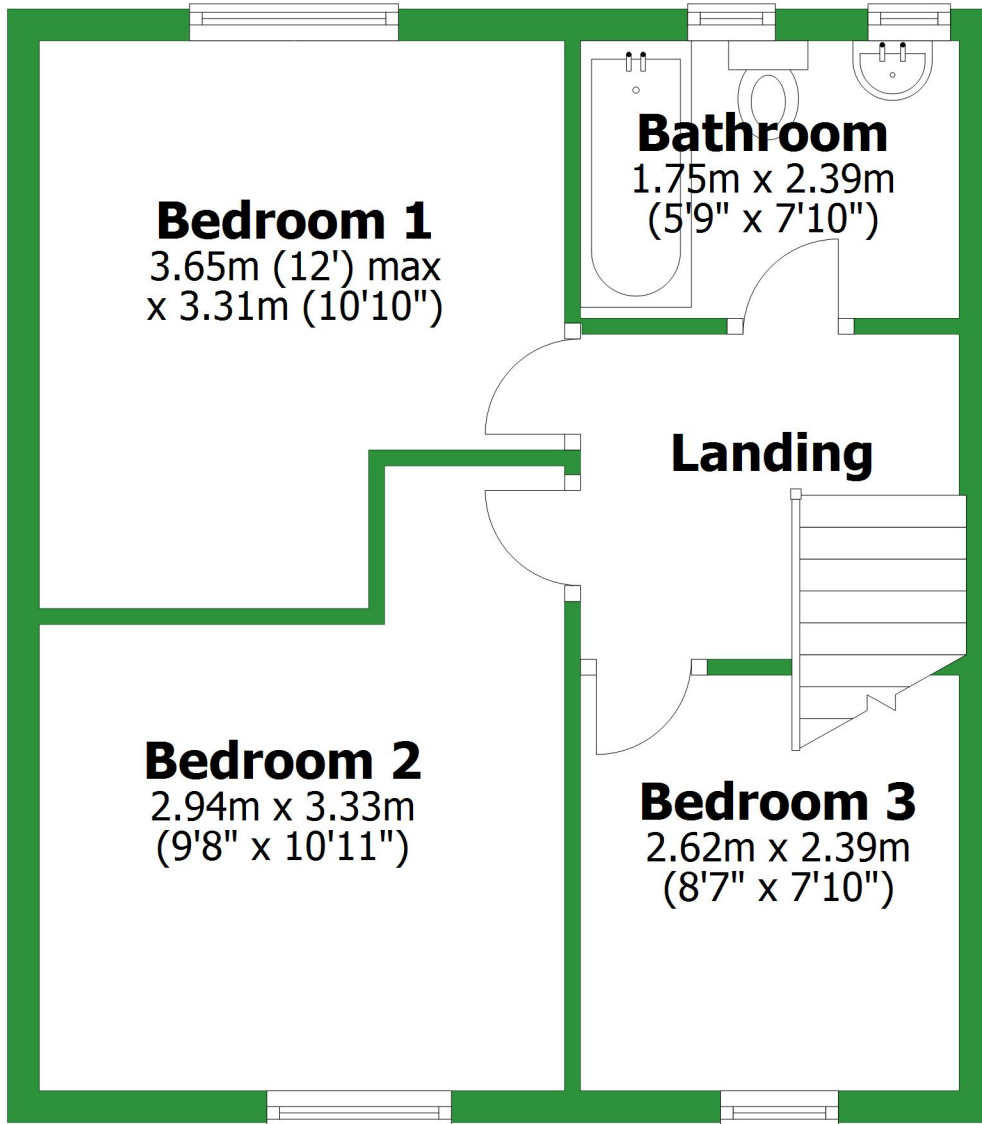 Bedroom 1
3.65m (12') max
x 3.31m (10'10")
Bathroom
1.75m x 2.39m
(5'9" x 7'10")
Landing
Bedroom 2
2.94m x 3.33m
(9'8" x 10'11")
Bedroom 3
2.62m x 2.39m
(8'7" x 7'10")